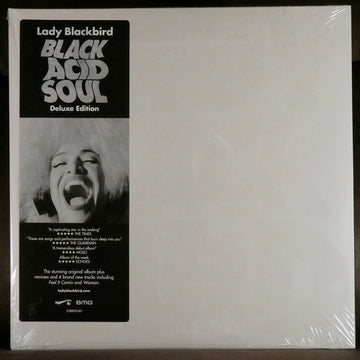 Lady Blackbird
BLACK
ACID
SOUL
Deluxe Edition
"A captivating star in the making"
★★★★★ THE TIMES
"There are songs and performances that burn deep into you"
★★★★★ THE GUARDIAN
"A tremendous debut album"
★★★★ MOJO
Album of the week
★★★★★ ECHOES
The stunning original album plus
remixes and 4 brand new tracks including
Feel It Comin and Woman.
ladyblackbird.com
BMG